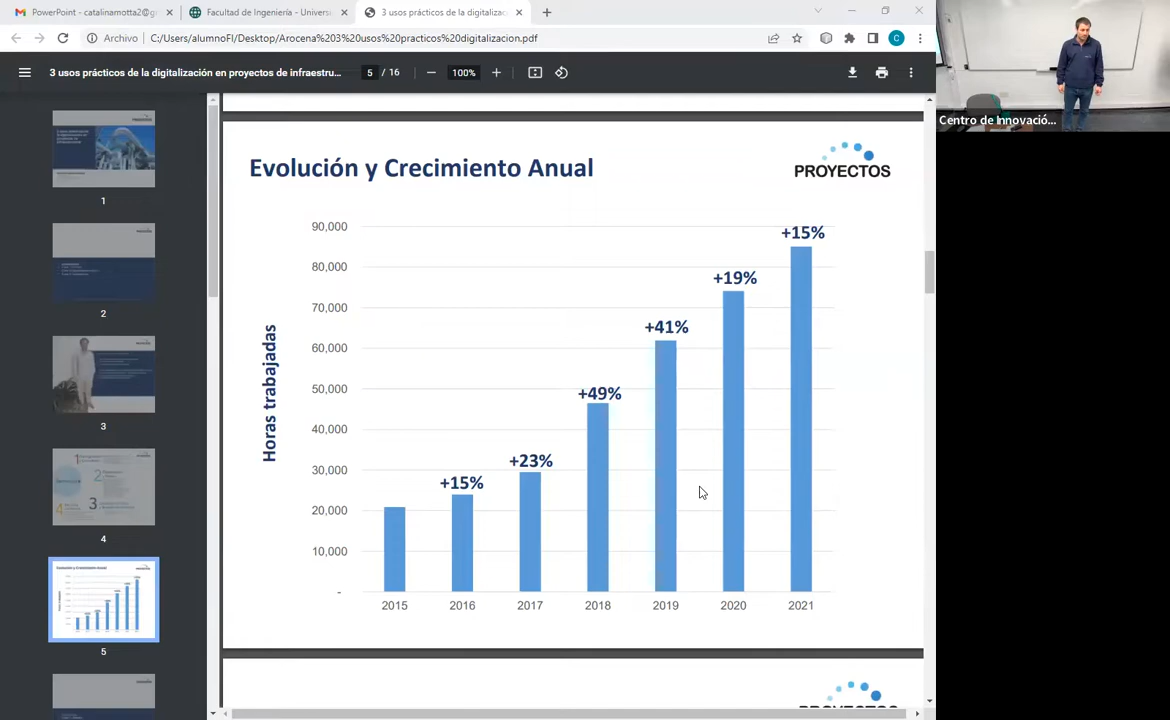 PowerPoint - catalinamotta2@g
Facultad de Ingeniería - Universi
3 usos prácticos de la digitalizac
Archivo
C:/Users/alumnoFI/Desktop/Arocena%203%20usos%20practicos%20digitalizacion.pdf
C
3 usos prácticos de la digitalización en proyectos de infraestru...
5 / 16
100%
Centro de Innovació...
Evolución y Crecimiento Anual
PROYECTOS
Horas trabajadas
90,000
80,000
70,000
60,000
50,000
40,000
30,000
20,000
10,000
-
+15%
+23%
+49%
+41%
+19%
+15%
2015 2016 2017 2018 2019 2020 2021
1
2
3
4
5
PROYECTOS